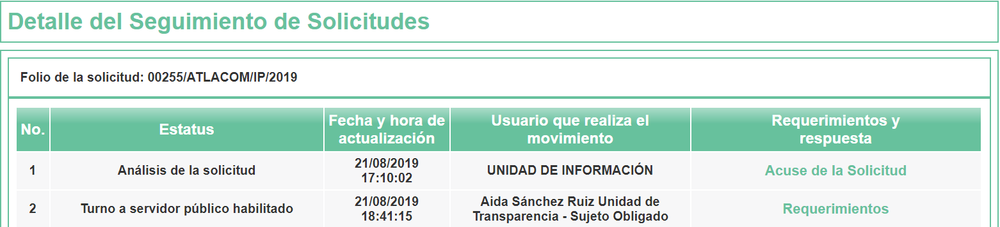 Detalle del Seguimiento de Solicitudes
Folio de la solicitud: 00255/ATLACOM/IP/2019
No.
Estatus
Fecha y hora de
actualización
Usuario que realiza el
movimiento
Requerimientos y
respuesta
1
Análisis de la solicitud
21/08/2019
17:10:02
UNIDAD DE INFORMACIÓN
Acuse de la Solicitud
2
Turno a servidor público habilitado
21/08/2019
18:41:15
Aida Sánchez Ruiz Unidad de
Transparencia - Sujeto Obligado
Requerimientos